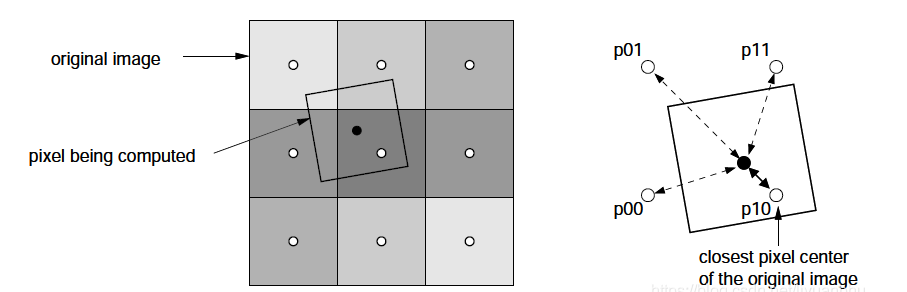 original image
pixel being computed
p01
p11
p00
p10
closest pixel center
of the original image